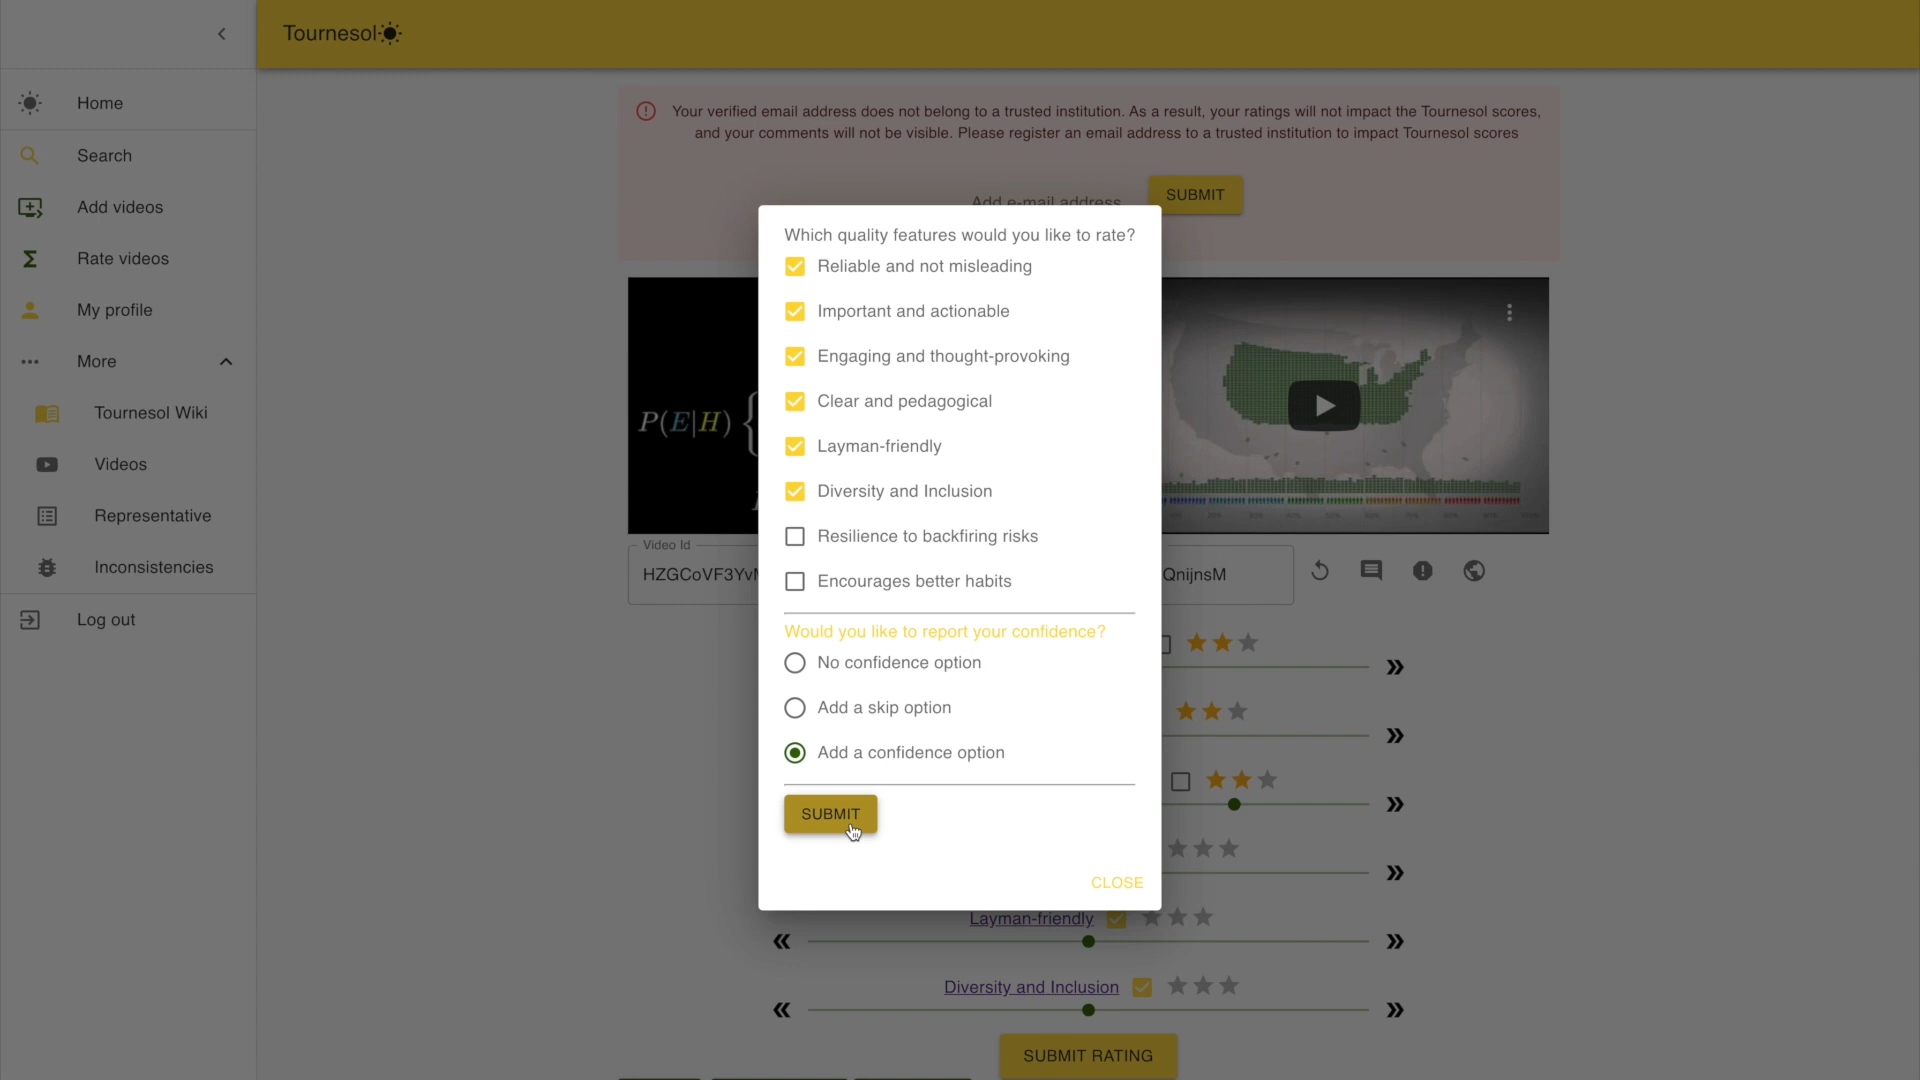 Tournesol
Home
Search
Add videos
Rate videos
My profile
More
Tournesol Wiki
Videos
Representative
Inconsistencies
Log out
Your verified email address does not belong to a trusted institution. As a result, your ratings will not impact the Tournesol scores,
and your comments will not be visible. Please register an email address to a trusted institution to impact Tournesol scores
Add e-mail address
SUBMIT
Which quality features would you like to rate?
Reliable and not misleading
Important and actionable
Engaging and thought-provoking
Clear and pedagogical
Layman-friendly
Diversity and Inclusion
Resilience to backfiring risks
Encourages better habits
Would you like to report your confidence?
No confidence option
Add a skip option
Add a confidence option
SUBMIT
CLOSE
P(E|H) {
Video Id
HZGCoVF3Yv
QnijnsM
Layman-friendly
Diversity and Inclusion
SUBMIT RATING